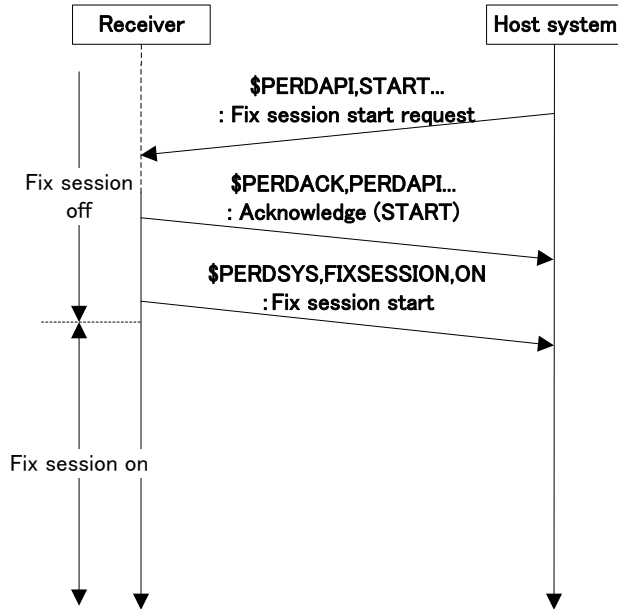 Receiver
Host system
$PERDAPI,START...
: Fix session start request
Fix session
off
$PERDACK,PERDAPI...
: Acknowledge (START)
$PERDSYS,FIXSESSION,ON
:Fix session start
Fix session on